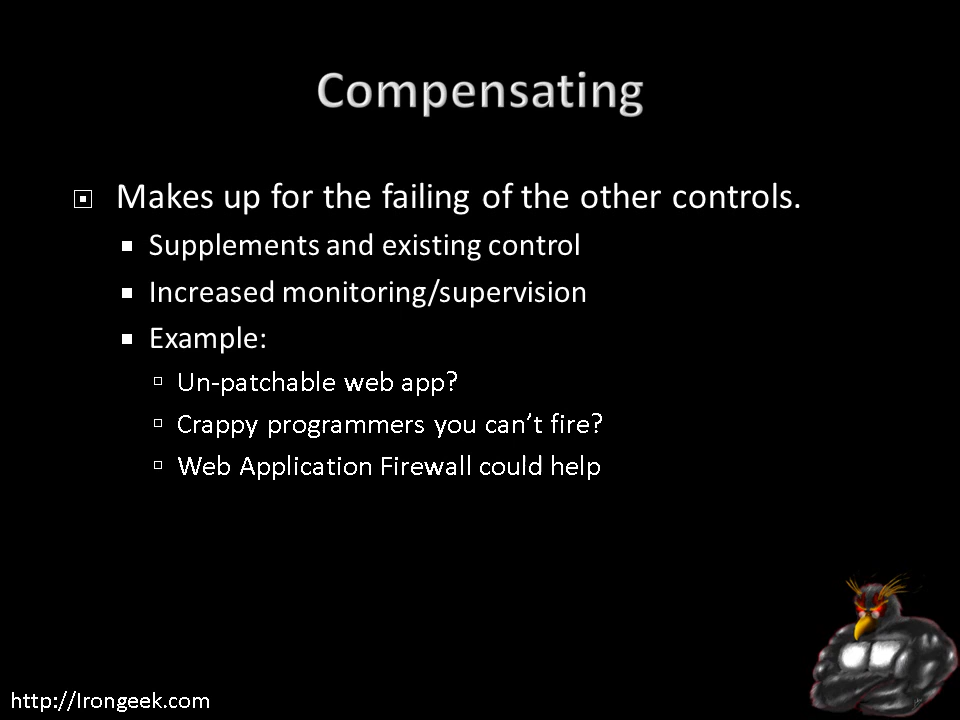 Compensating
Makes up for the failing of the other controls.
Supplements and existing control
Increased monitoring/supervision
Example:
Un-patchable web app?
Crappy programmers you can’t fire?
Web Application Firewall could help
http://Irongeek.com